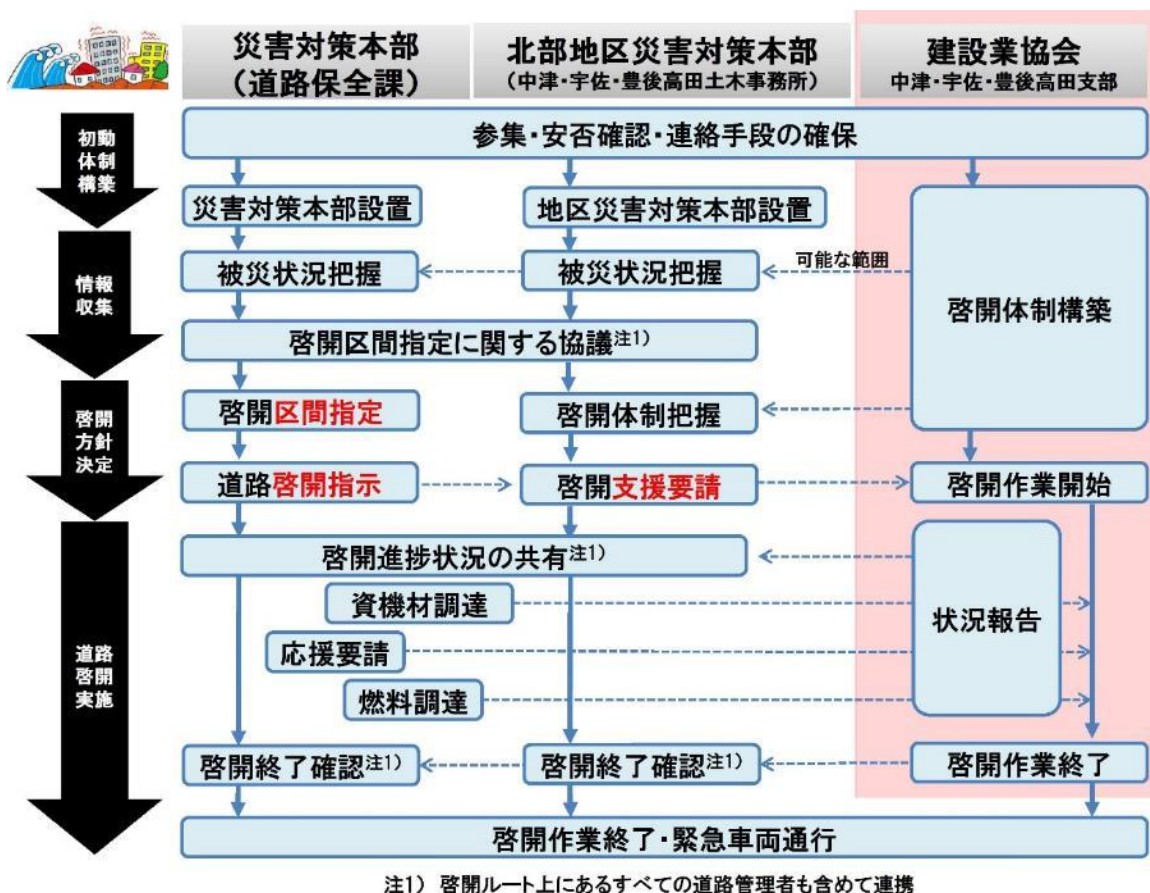 災害対策本部
（道路保全課）
北部地区災害対策本部
（中津・宇佐・豊後高田土木事務所）
建設業協会
中津・宇佐・豊後高田支部
初動
体制
構築
参集・安否確認・連絡手段の確保
災害対策本部設置
地区災害対策本部設置
情報
収集
被災状況把握
被災状況把握
可能な範囲
啓開体制構築
啓開区間指定に関する協議注1)
啓開
方針
決定
啓開区間指定
啓開体制把握
道路啓開指示
啓開支援要請
啓開作業開始
道路
啓開
実施
啓開進捗状況の共有注1)
資機材調達
状況報告
応援要請
燃料調達
啓開終了確認注1)
啓開終了確認注1)
啓開作業終了
啓開作業終了・緊急車両通行
注1） 啓開ルート上にあるすべての道路管理者も含めて連携